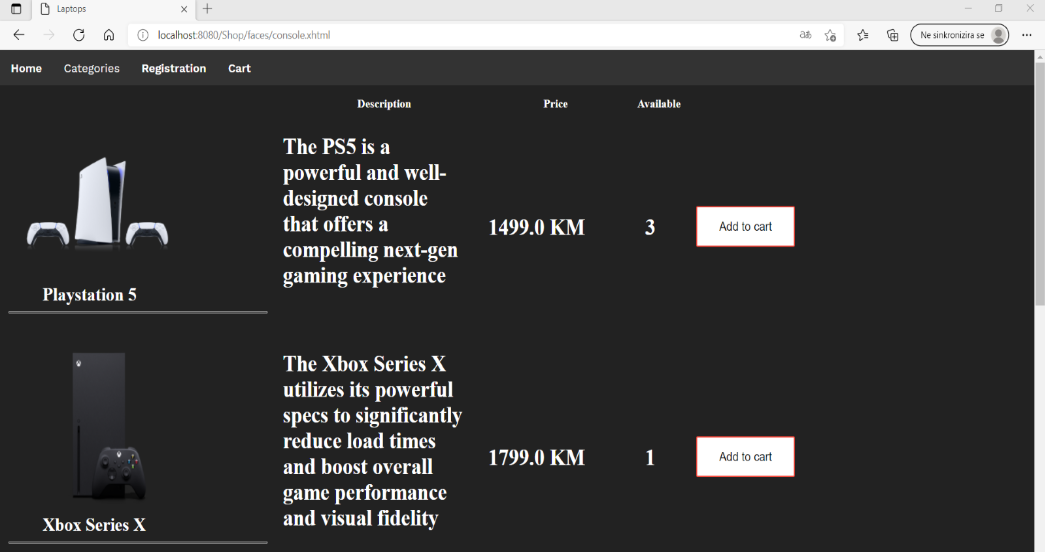 Laptops
localhost:8080/Shop/faces/console.xhtml
Ne sinkronizira se
Home Categories Registration Cart
Description Price Available
The PS5 is a
powerful and well-
designed console
that offers a
compelling next-gen
gaming experience
1499.0 KM 3 Add to cart
Playstation 5
The Xbox Series X
utilizes its powerful
specs to significantly
reduce load times
and boost overall
game performance
and visual fidelity
1799.0 KM 1 Add to cart
Xbox Series X